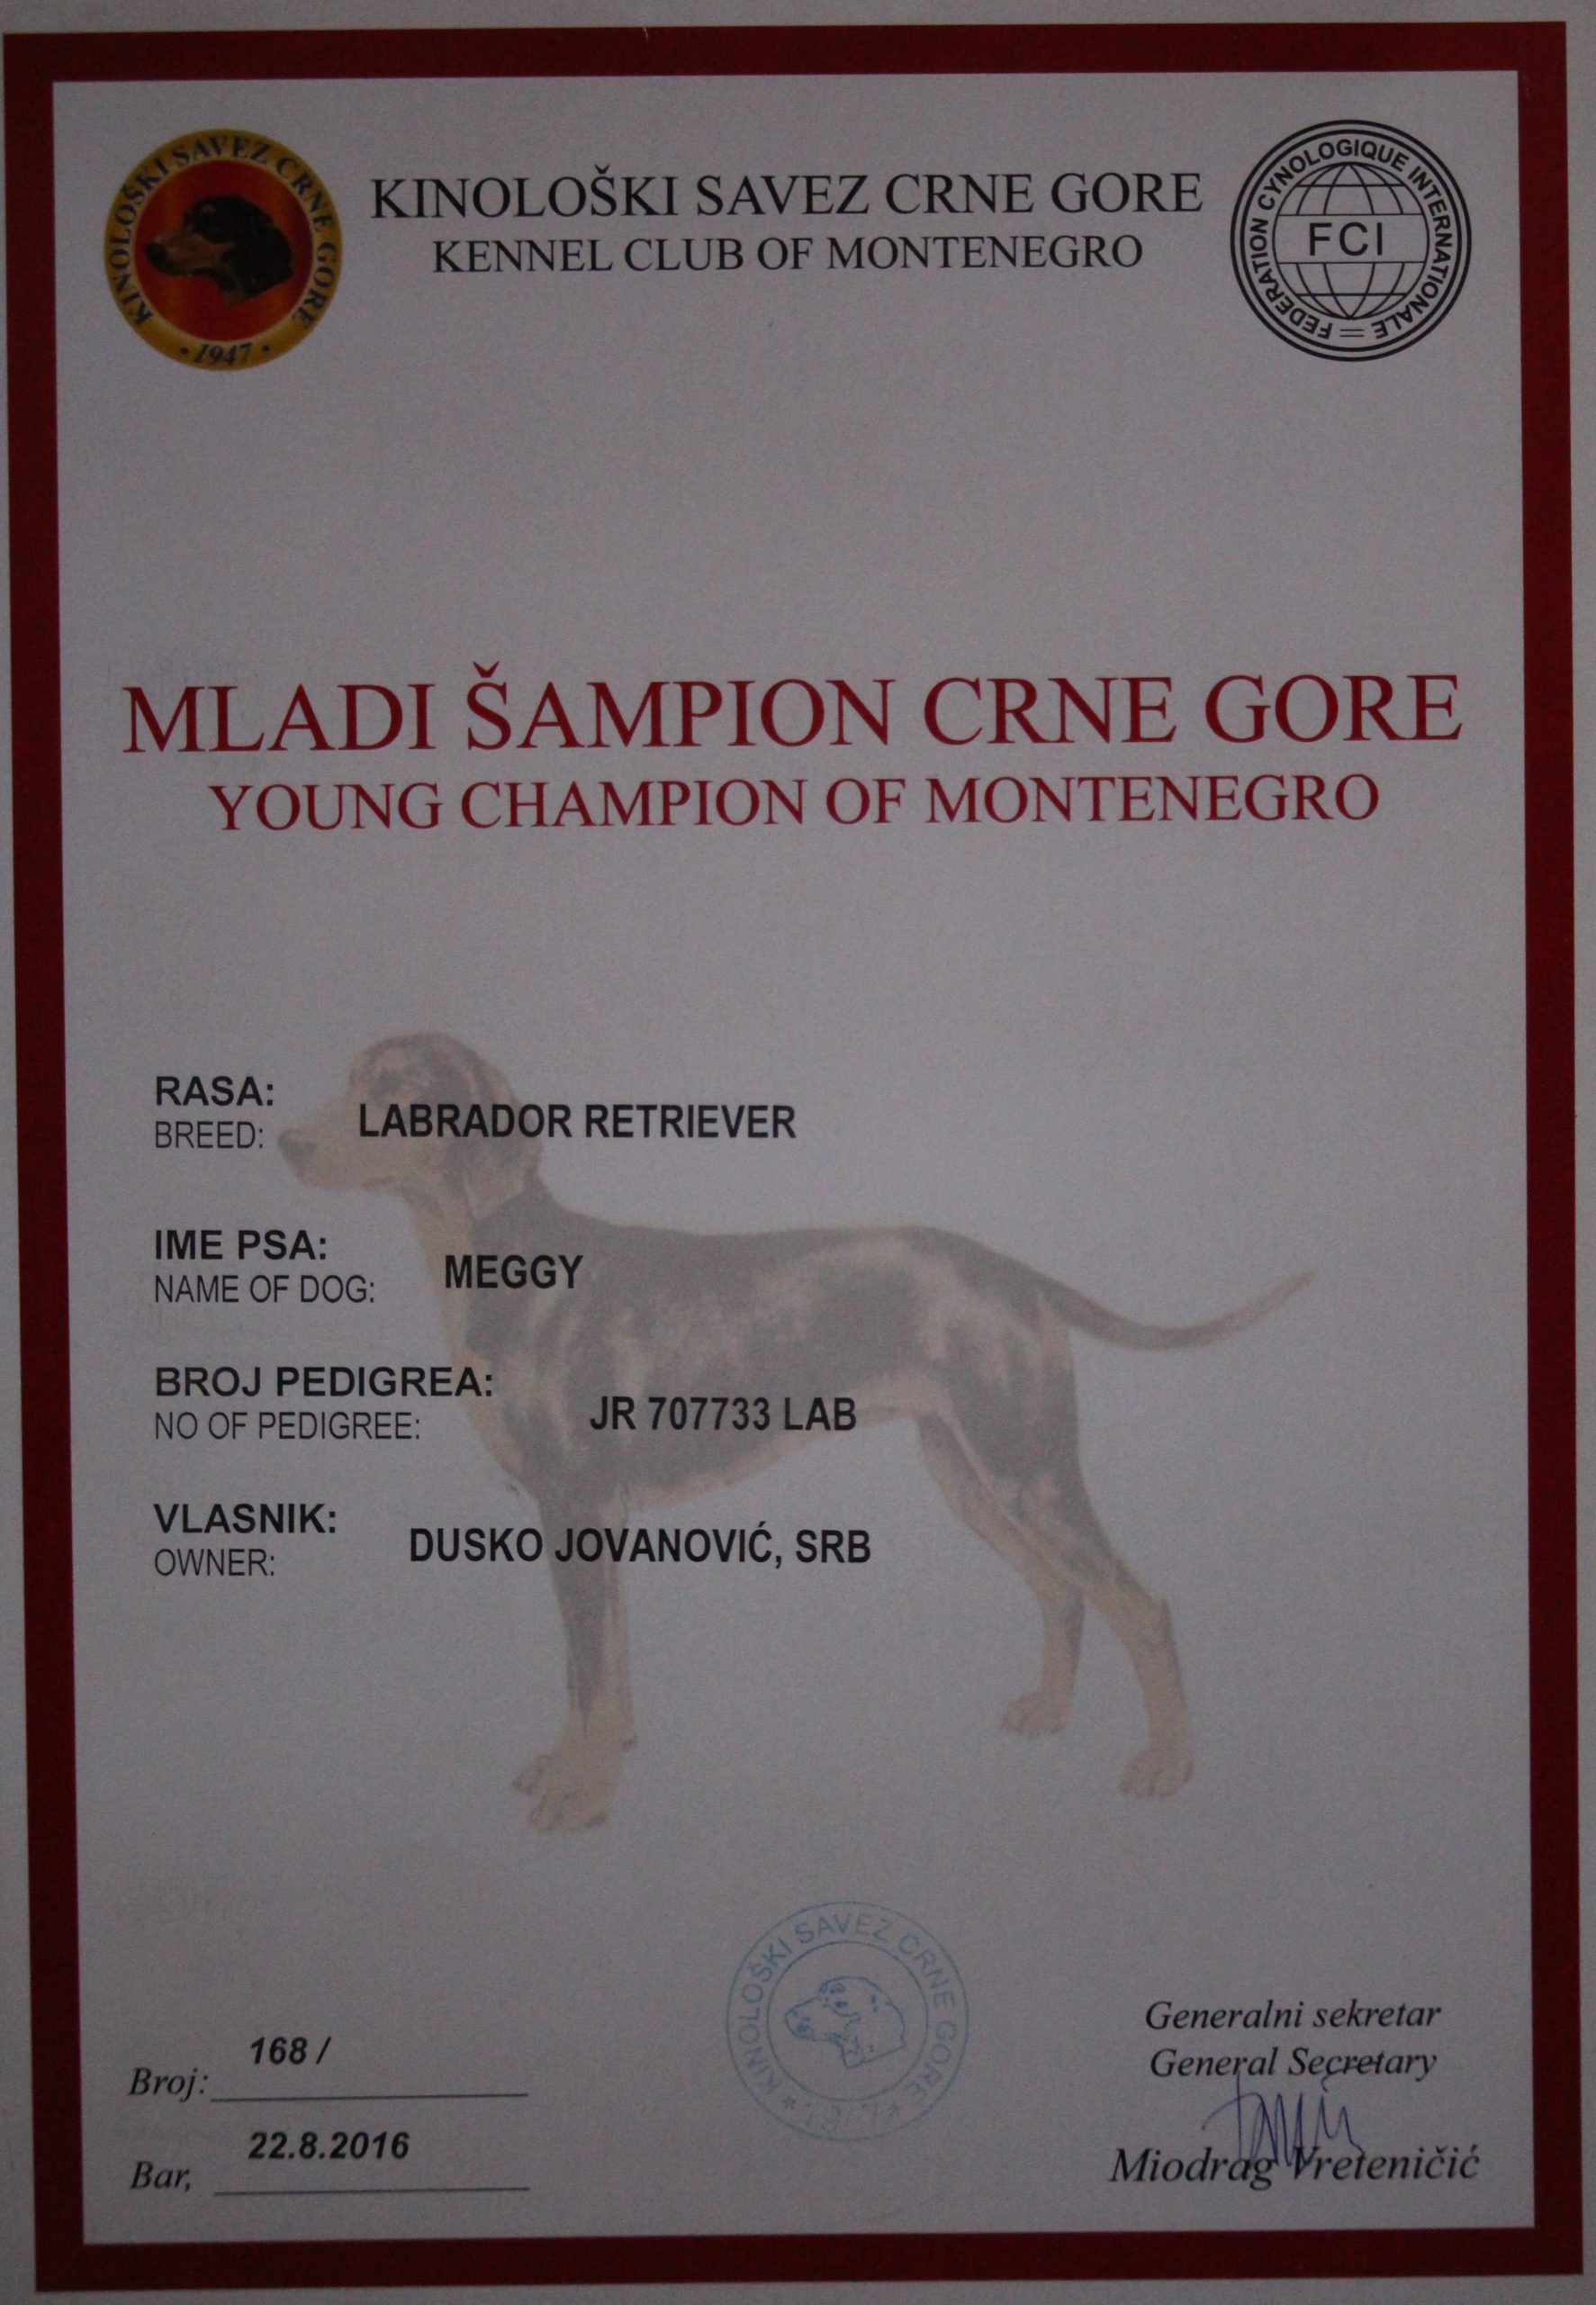 KINOLOŠKI SAVEZ CRNE GORE
• 1947 •
KINOLOŠKI SAVEZ CRNE GORE
KENNEL CLUB OF MONTENEGRO
FEDERATION CYNOLOGIQUE INTERNATIONALE
FCI
MLADI ŠAMPION CRNE GORE
YOUNG CHAMPION OF MONTENEGRO
RASA:
BREED:
LABRADOR RETRIEVER
IME PSA:
NAME OF DOG:
MEGGY
BROJ PEDIGREA:
NO OF PEDIGREE:
JR 707733 LAB
VLASNIK:
OWNER:
DUSKO JOVANOVIĆ, SRB
KINOLOŠKI SAVEZ CRNE GORE
Broj: 168 /
Bar, 22.8.2016
Generalni sekretar
General Secretary
Miodrag Vreteničić